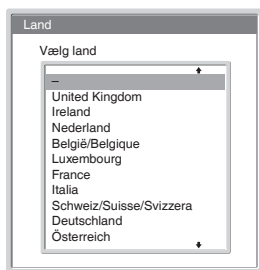 Land
Vælg land
–
United Kingdom
Ireland
Nederland
België/Belgique
Luxembourg
France
Italia
Schweiz/Suisse/Svizzera
Deutschland
Österreich